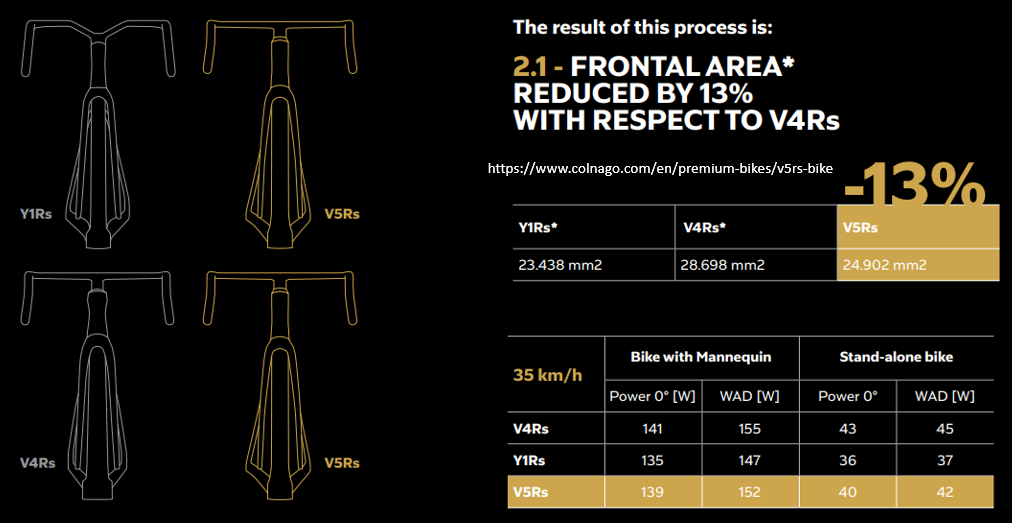 The result of this process is:
2.1 - FRONTAL AREA*
REDUCED BY 13%
WITH RESPECT TO V4Rs
https://www.colnago.com/en/premium-bikes/v5rs-bike
-13%
Y1Rs* V4Rs* V5Rs
23.438 mm2 28.698 mm2 24.902 mm2
Y1Rs V5Rs
V4Rs V5Rs
35 km/h Bike with Mannequin Stand-alone bike
Power 0° [W] WAD [W] Power 0° WAD [W]
V4Rs 141 155 43 45
Y1Rs 135 147 36 37
V5Rs 139 152 40 42